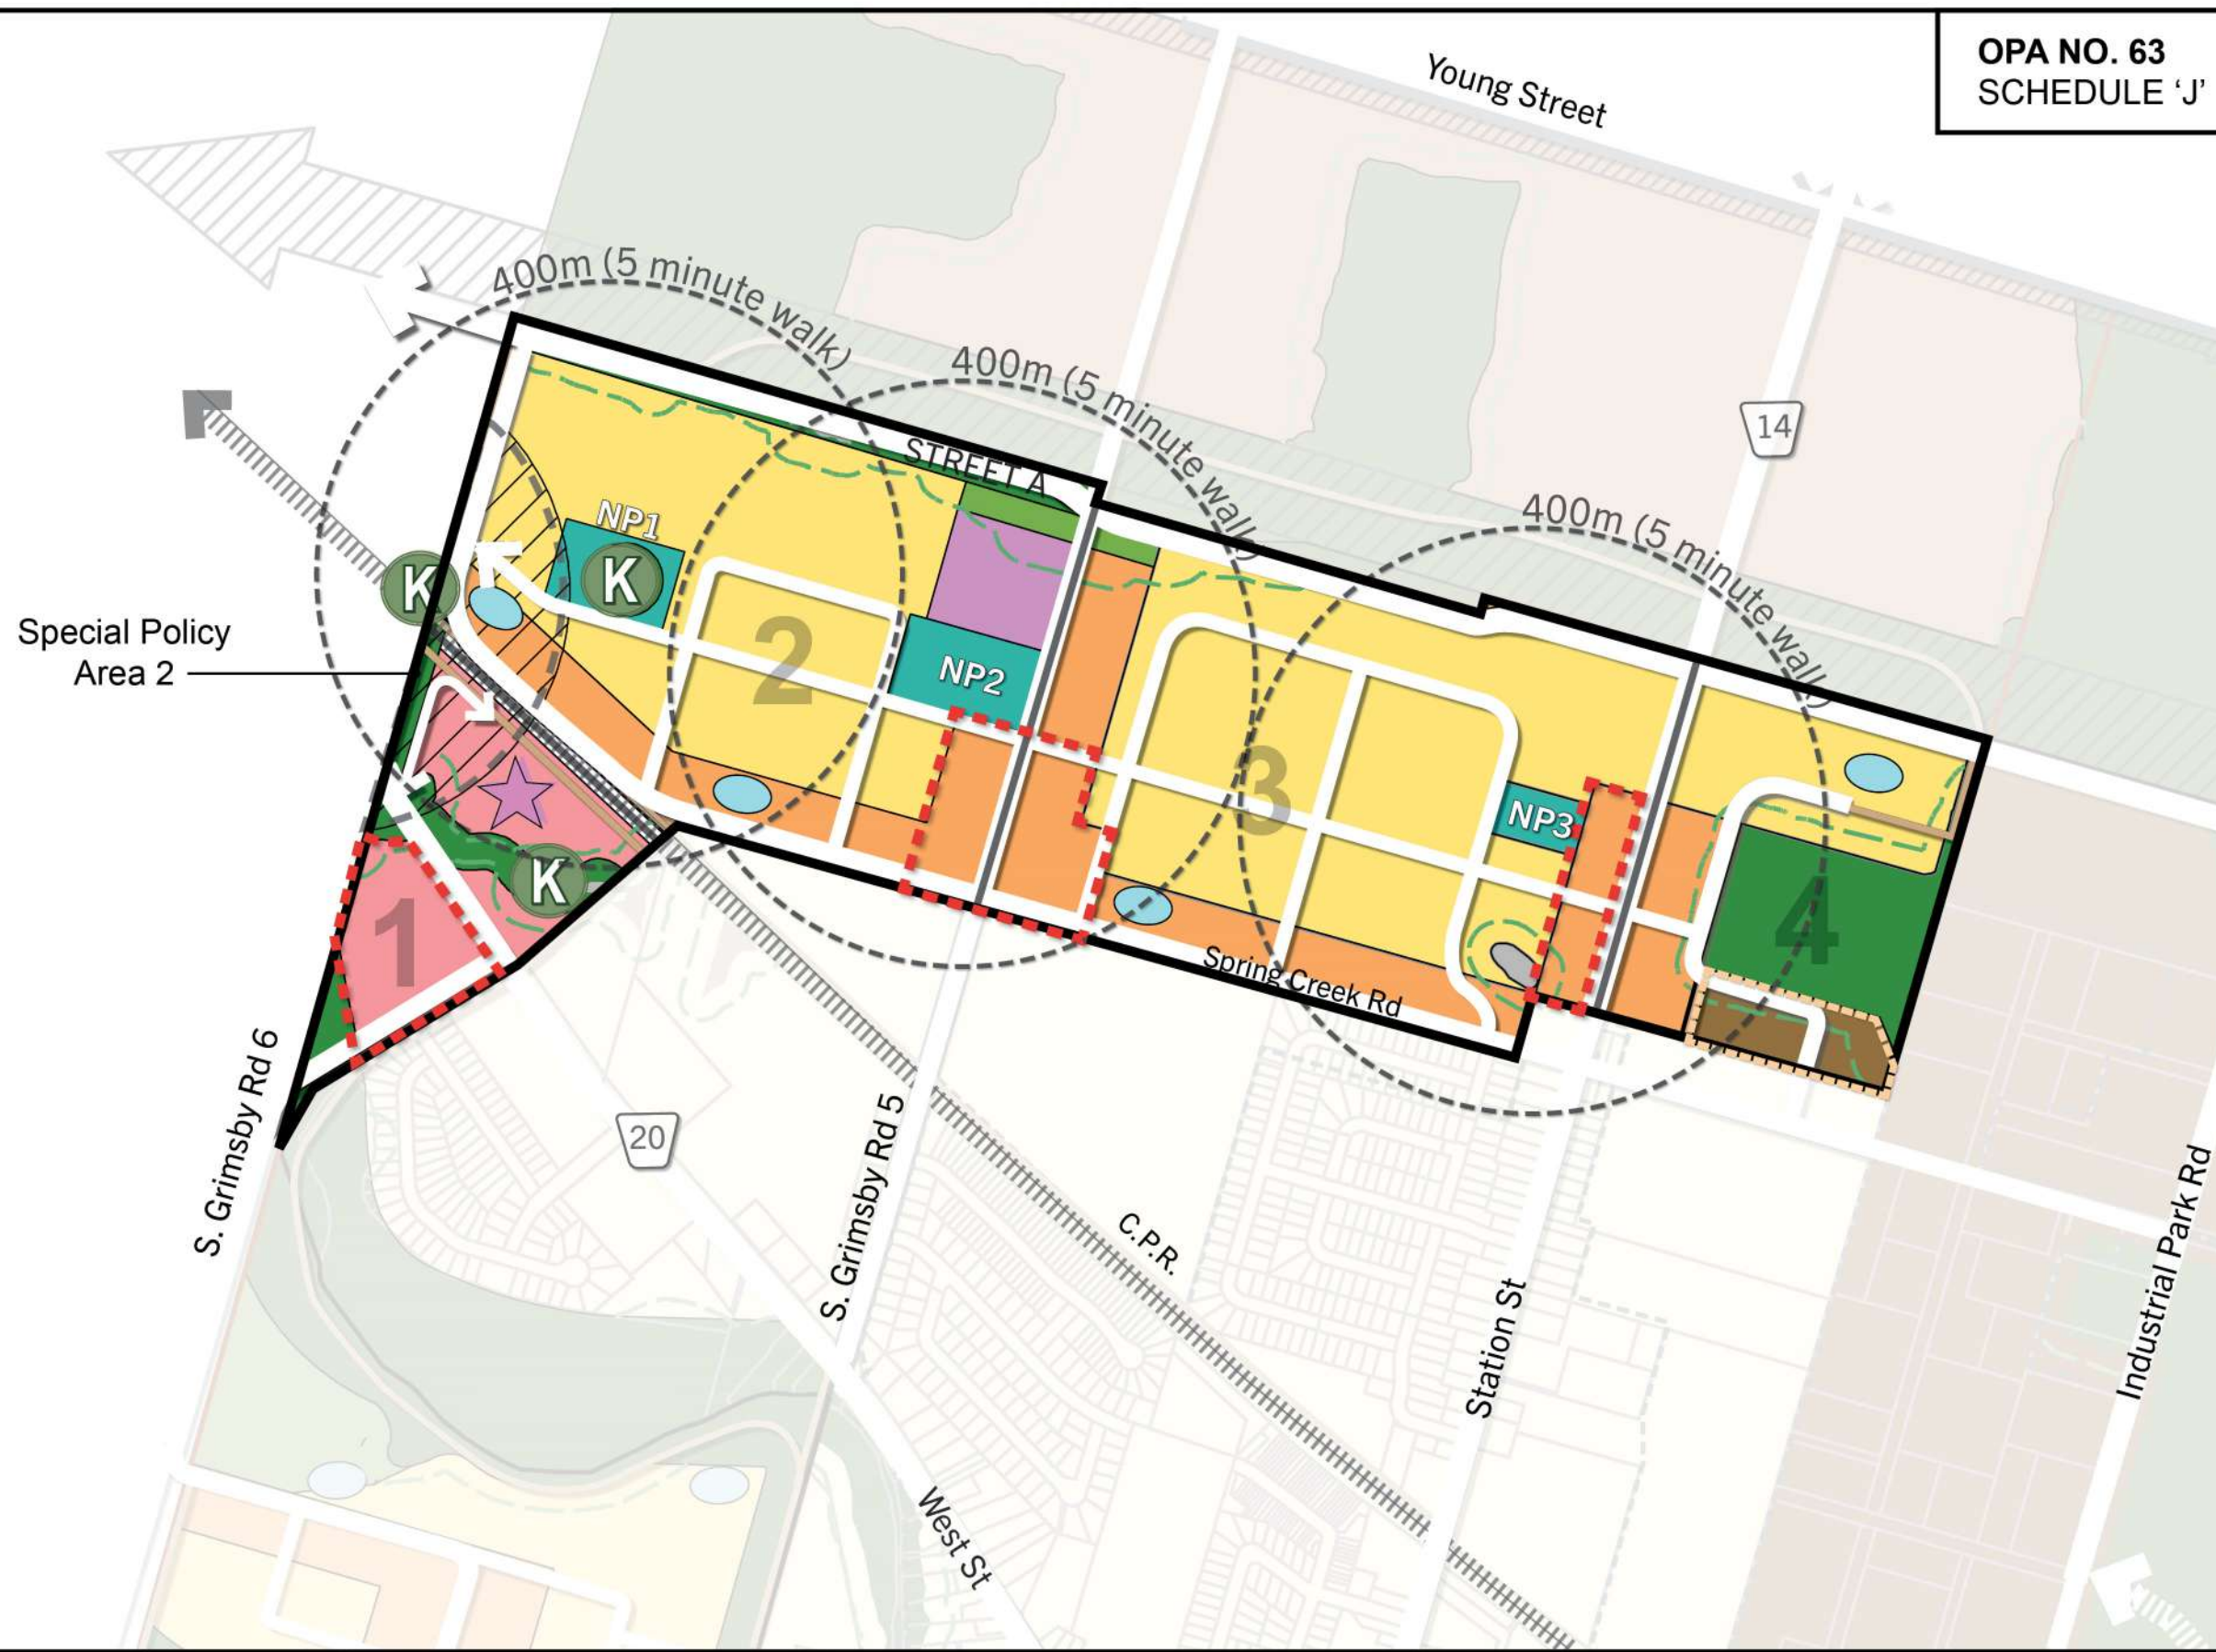 OPA NO. 63
SCHEDULE ‘J’
Young Street
400m (5 minute walk)
400m (5 minute walk)
400m (5 minute walk)
14
STREET A
NP1
K
K
Special Policy
Area 2
2
NP2
3
NP3
K
1
4
Spring Creek Rd
S. Grimsby Rd 6
20
S. Grimsby Rd 5
C.P.R.
Station St
Industrial Park Rd
West St